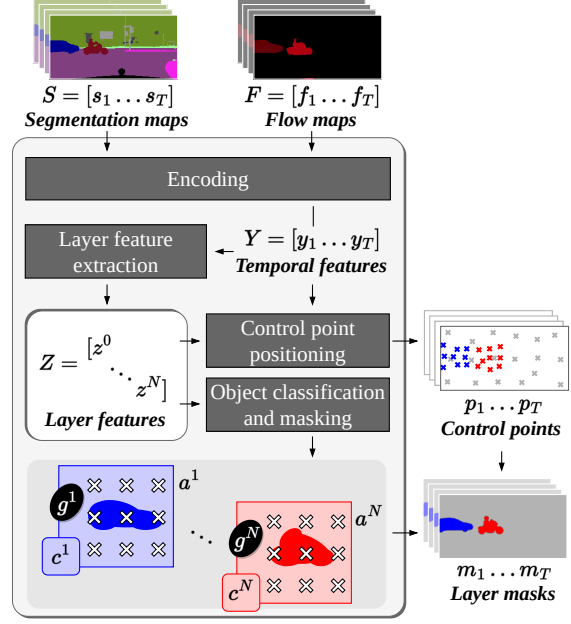 S = [s₁ … s_T]
Segmentation maps
F = [f₁ … f_T]
Flow maps
Encoding
Layer feature
extraction
Y = [y₁ … y_T]
Temporal features
Z = [z⁰
⋱
z^N]
Layer features
Control point
positioning
Object classification
and masking
p₁ … p_T
Control points
g¹
a¹
c¹
⋱
g^N
a^N
c^N
m₁ … m_T
Layer masks